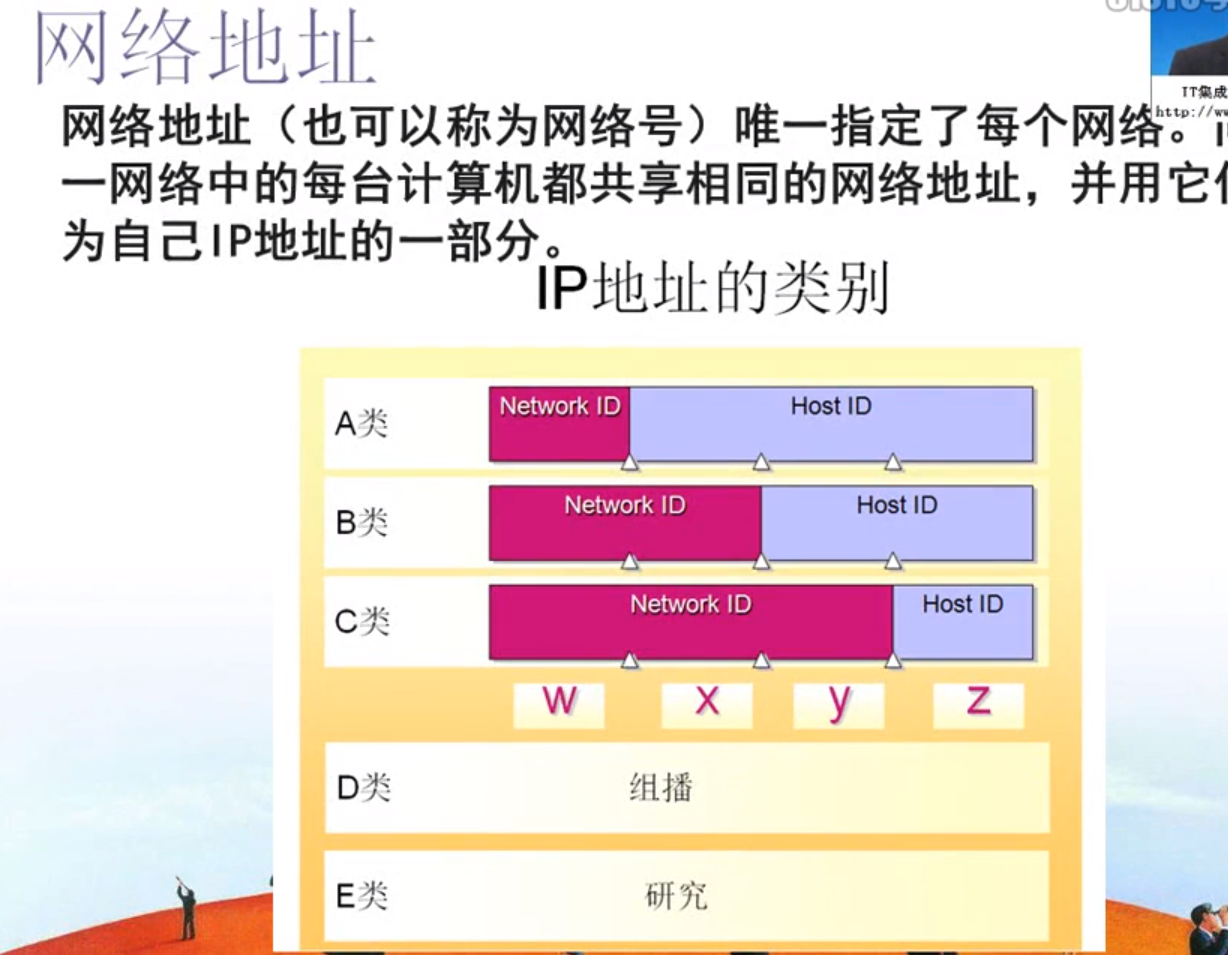 网络地址
IT集成
http://ww
网络地址（也可以称为网络号）唯一指定了每个网络。
一网络中的每台计算机都共享相同的网络地址，并用它
为自己IP地址的一部分。
IP地址的类别
A类 Network ID Host ID
B类 Network ID Host ID
C类 Network ID Host ID
w x y z
D类 组播
E类 研究